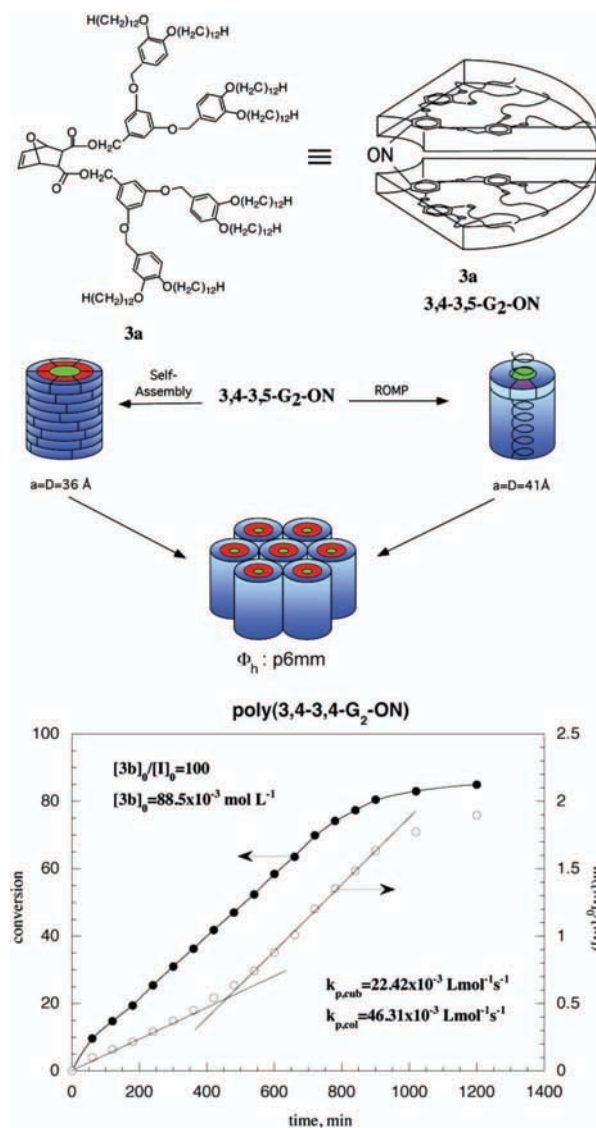 H(CH₂C)₁₂O
O(H₂C)₁₂H
O(H₂C)₁₂H
O
O
O(H₂C)₁₂H
O
O
OCH₂
OCH₂
O
O
O(H₂C)₁₂H
O
O(H₂C)₁₂H
O
O(H₂C)₁₂H
H(CH₂)₁₂O
3a
≡
ON
3a
3,4-3,5-G₂-ON
Self-
Assembly
3,4-3,5-G₂-ON
ROMP
a=D=36 Å
a=D=41Å
Φh : p6mm
poly(3,4-3,4-G₂-ON)
[3b]₀/[I]₀=100
[3b]₀=88.5x10⁻³ mol L⁻¹
kp,cub=22.42x10⁻³ Lmol⁻¹s⁻¹
kp,col=46.31x10⁻³ Lmol⁻¹s⁻¹
100
80
60
40
20
0
conversion
2.5
2
1.5
1
0.5
0
0 200 400 600 800 1000 1200 1400
time, min